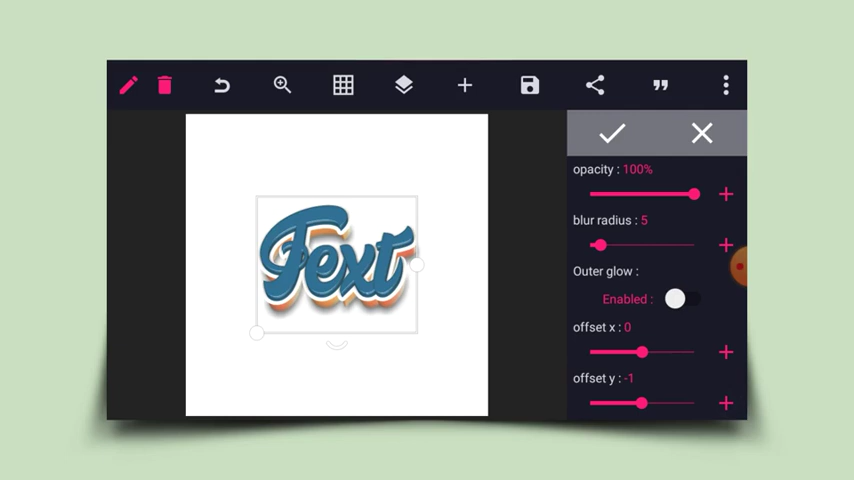 Text
opacity : 100%
blur radius : 5
Outer glow :
Enabled :
offset x : 0
offset y : -1